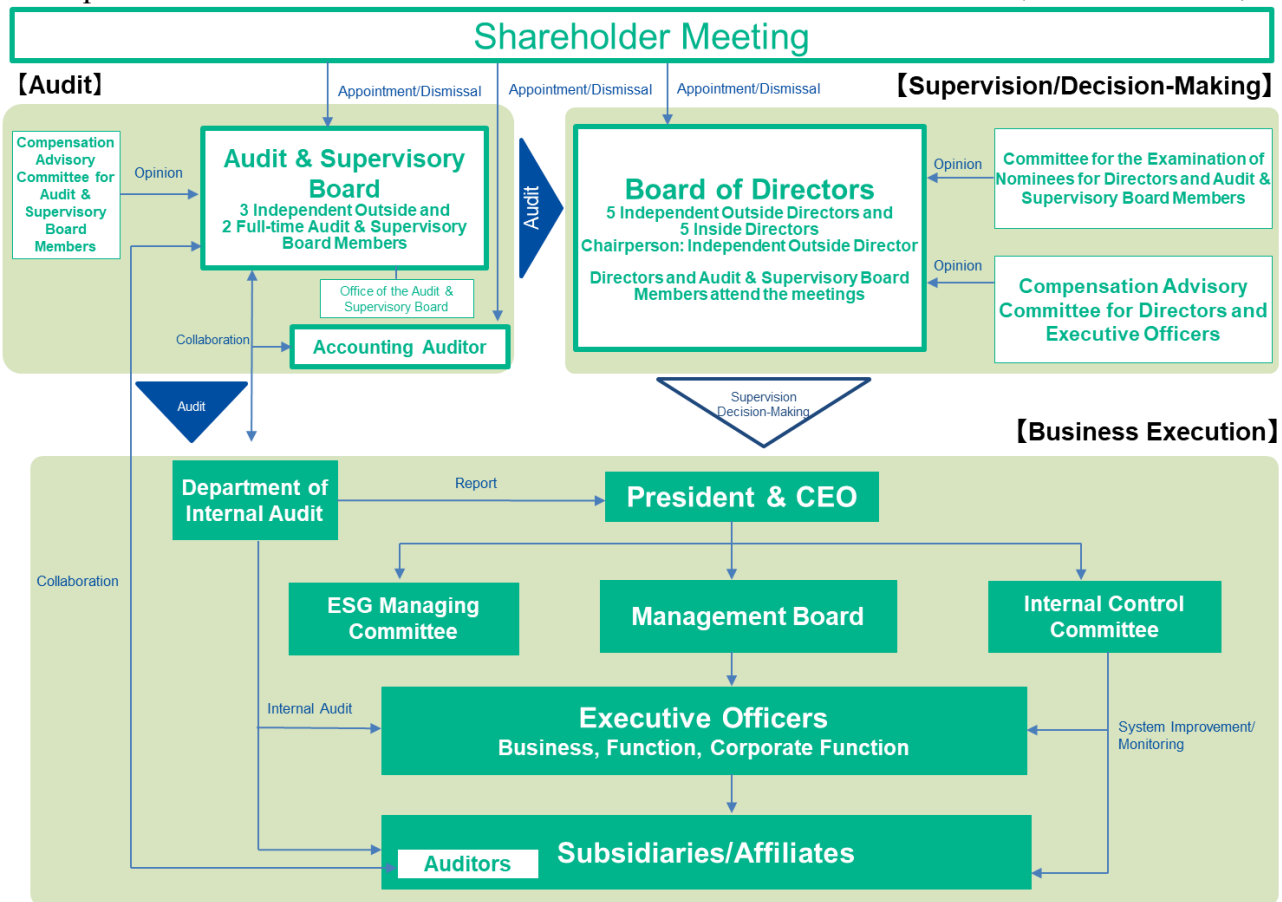 Shareholder Meeting
【Audit】
【Supervision/Decision-Making】
Appointment/Dismissal
Appointment/Dismissal
Appointment/Dismissal
Compensation
Advisory
Committee for
Audit &
Supervisory
Board
Members
Opinion
Audit & Supervisory
Board
3 Independent Outside and
2 Full-time Audit & Supervisory
Board Members
Office of the Audit &
Supervisory Board
Collaboration
Accounting Auditor
Audit
Board of Directors
5 Independent Outside Directors and
5 Inside Directors
Chairperson: Independent Outside Director
Directors and Audit & Supervisory Board
Members attend the meetings
Opinion
Committee for the Examination of
Nominees for Directors and Audit &
Supervisory Board Members
Opinion
Compensation Advisory
Committee for Directors and
Executive Officers
Audit
Supervision
Decision-Making
【Business Execution】
Department of
Internal Audit
Report
President & CEO
Collaboration
ESG Managing
Committee
Management Board
Internal Control
Committee
Internal Audit
Executive Officers
Business, Function, Corporate Function
System Improvement/
Monitoring
Subsidiaries/Affiliates
Auditors